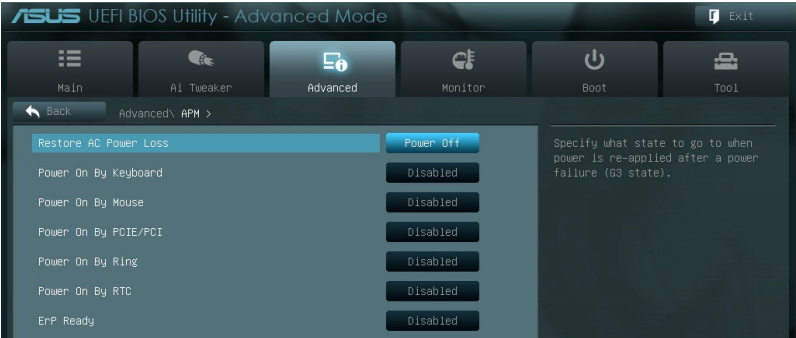 ASUS UEFI BIOS Utility - Advanced Mode
Exit
Main
Ai Tweaker
Advanced
Monitor
Boot
Tool
Back
Advanced\ APM >
Restore AC Power Loss Power Off
Power On By Keyboard Disabled
Power On By Mouse Disabled
Power On By PCIE/PCI Disabled
Power On By Ring Disabled
Power On By RTC Disabled
ErP Ready Disabled
Specify what state to go to when
power is re-applied after a power
failure (G3 state).